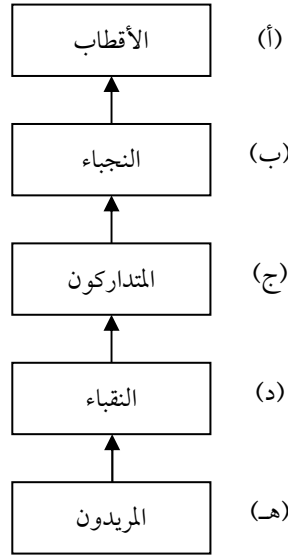 الأقطاب (أ)
النجباء (ب)
المتداركون (ج)
النقباء (د)
المريدون (هـ)